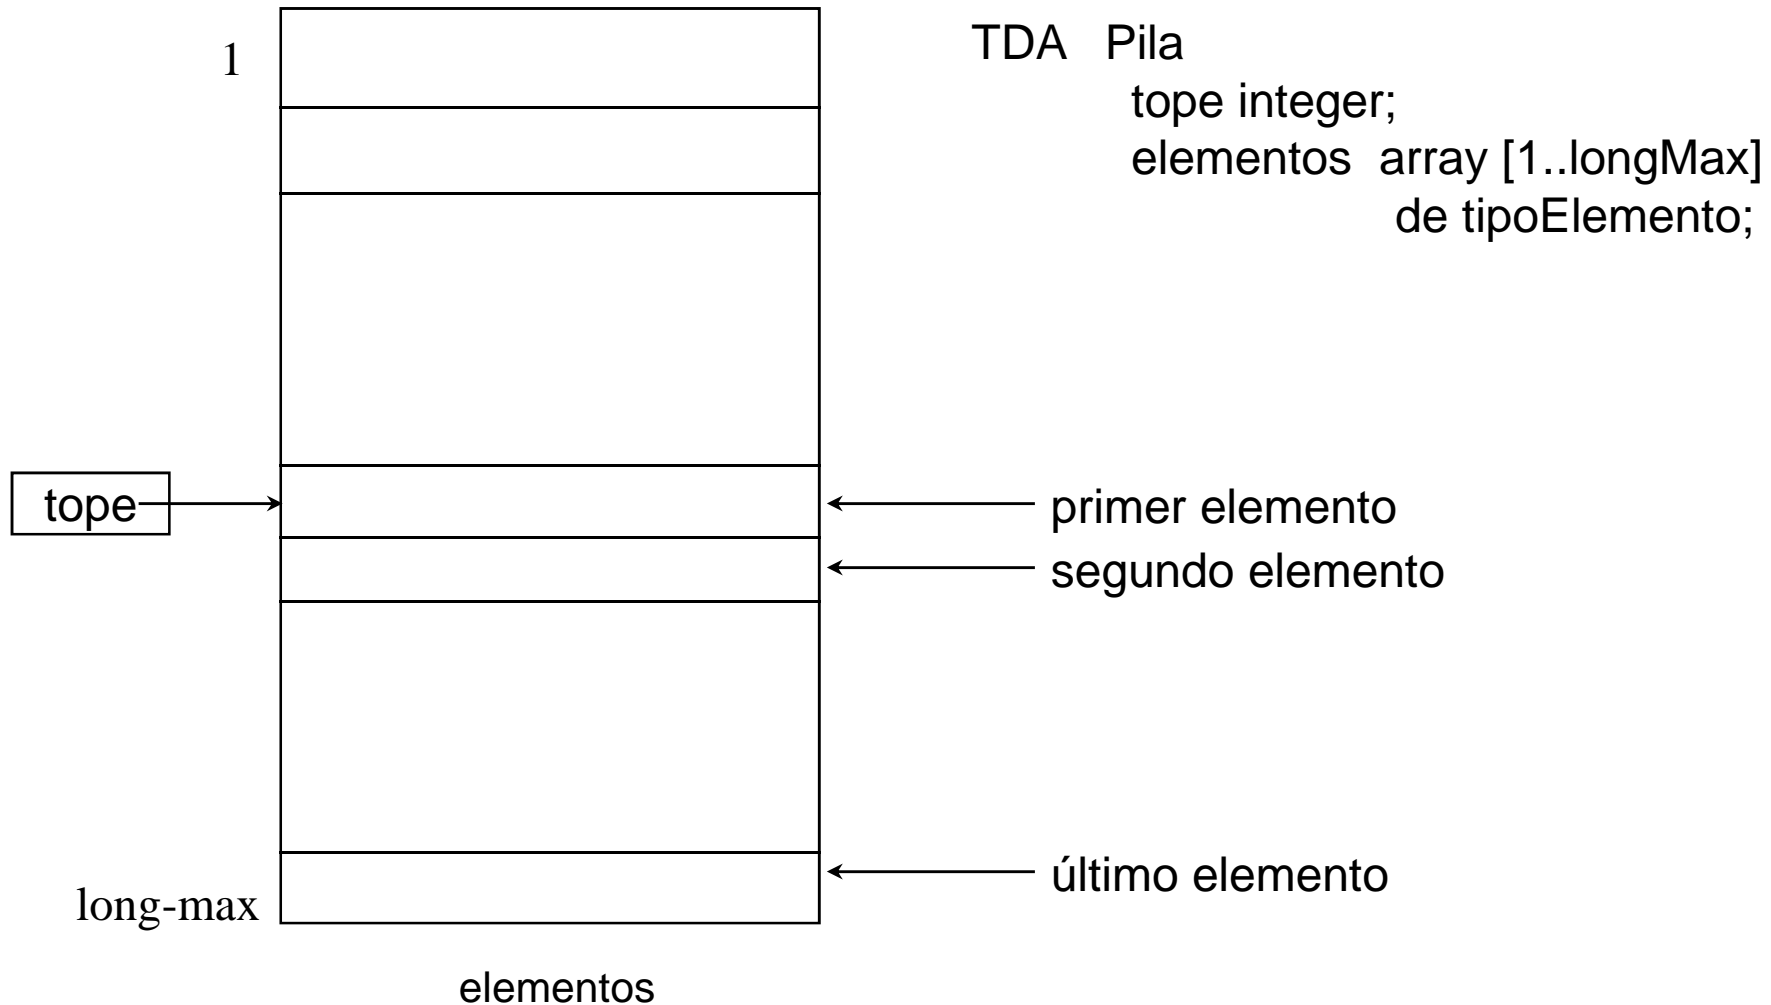 1
TDA Pila
tope integer;
elementos array [1..longMax]
de tipoElemento;
tope
primer elemento
segundo elemento
último elemento
long-max
elementos